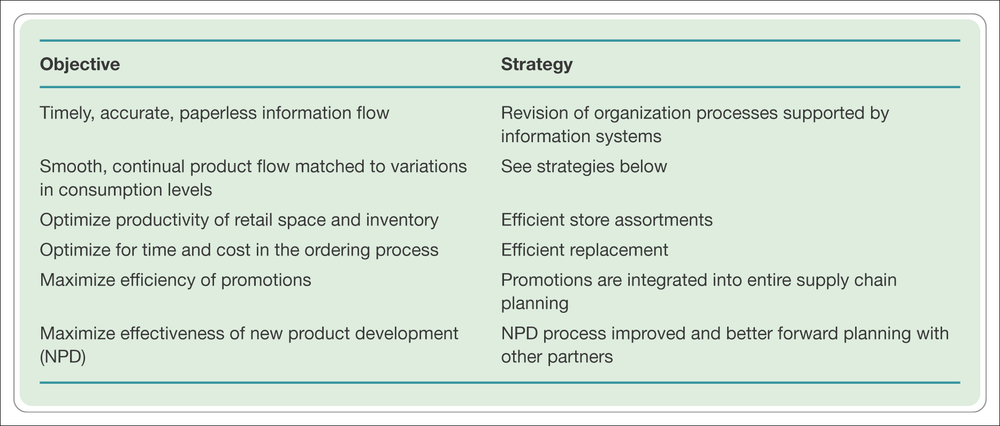 Objective Strategy
Timely, accurate, paperless information flow Revision of organization processes supported by
information systems
Smooth, continual product flow matched to variations See strategies below
in consumption levels
Optimize productivity of retail space and inventory Efficient store assortments
Optimize for time and cost in the ordering process Efficient replacement
Maximize efficiency of promotions Promotions are integrated into entire supply chain
planning
Maximize effectiveness of new product development NPD process improved and better forward planning with
(NPD) other partners